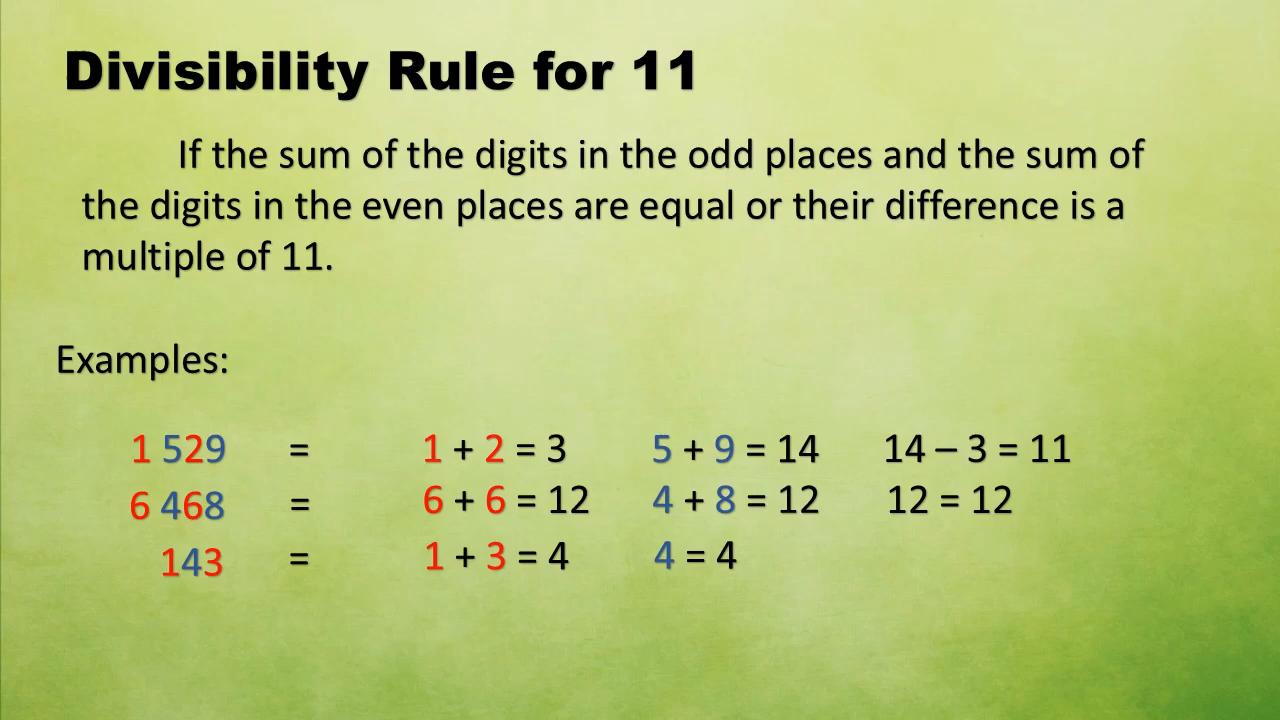 Divisibility Rule for 11
If the sum of the digits in the odd places and the sum of
the digits in the even places are equal or their difference is a
multiple of 11.
Examples:
1 529 = 1 + 2 = 3 5 + 9 = 14 14 – 3 = 11
6 468 = 6 + 6 = 12 4 + 8 = 12 12 = 12
143 = 1 + 3 = 4 4 = 4